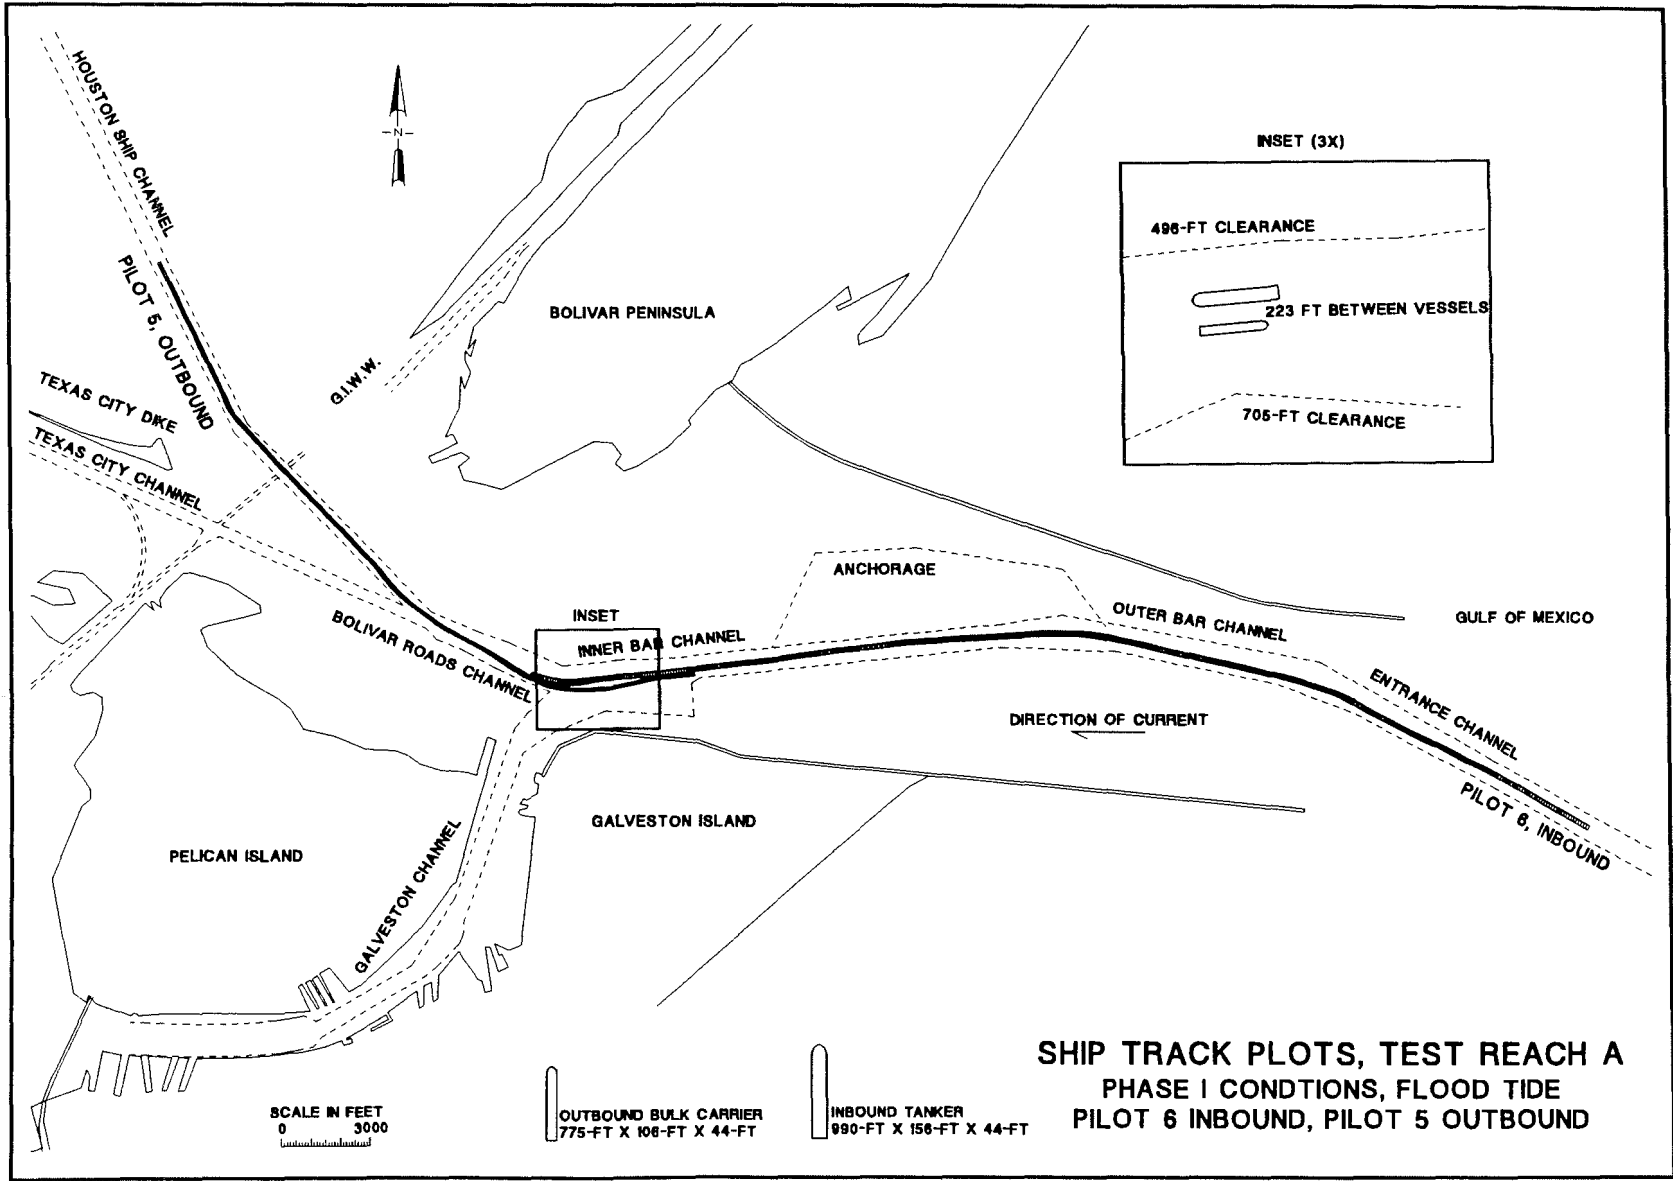 HOUSTON SHIP CHANNEL
N
INSET (3X)
496-FT CLEARANCE
223 FT BETWEEN VESSELS
705-FT CLEARANCE
PILOT 5, OUTBOUND
BOLIVAR PENINSULA
G.I.W.W.
TEXAS CITY DIKE
TEXAS CITY CHANNEL
ANCHORAGE
INSET
BOLIVAR ROADS CHANNEL
INNER BAR CHANNEL
OUTER BAR CHANNEL
GULF OF MEXICO
ENTRANCE CHANNEL
DIRECTION OF CURRENT
PILOT 6, INBOUND
GALVESTON ISLAND
PELICAN ISLAND
GALVESTON CHANNEL
SCALE IN FEET
0 3000
OUTBOUND BULK CARRIER
775-FT X 106-FT X 44-FT
INBOUND TANKER
990-FT X 156-FT X 44-FT
SHIP TRACK PLOTS, TEST REACH A
PHASE I CONDTIONS, FLOOD TIDE
PILOT 6 INBOUND, PILOT 5 OUTBOUND